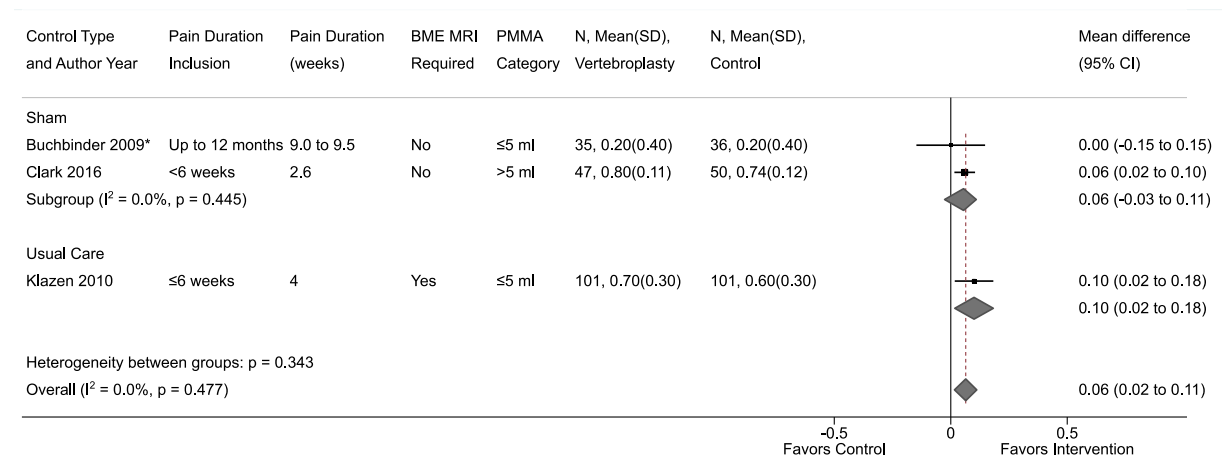 Control Type Pain Duration Pain Duration BME MRI PMMA N, Mean(SD), N, Mean(SD), Mean difference
and Author Year Inclusion (weeks) Required Category Vertebroplasty Control (95% CI)
Sham
Buchbinder 2009* Up to 12 months 9.0 to 9.5 No ≤5 ml 35, 0.20(0.40) 36, 0.20(0.40) 0.00 (-0.15 to 0.15)
Clark 2016 <6 weeks 2.6 No >5 ml 47, 0.80(0.11) 50, 0.74(0.12) 0.06 (0.02 to 0.10)
Subgroup (I² = 0.0%, p = 0.445) 0.06 (-0.03 to 0.11)
Usual Care
Klazen 2010 ≤6 weeks 4 Yes ≤5 ml 101, 0.70(0.30) 101, 0.60(0.30) 0.10 (0.02 to 0.18)
0.10 (0.02 to 0.18)
Heterogeneity between groups: p = 0.343
Overall (I² = 0.0%, p = 0.477) 0.06 (0.02 to 0.11)
-0.5 0 0.5
Favors Control Favors Intervention